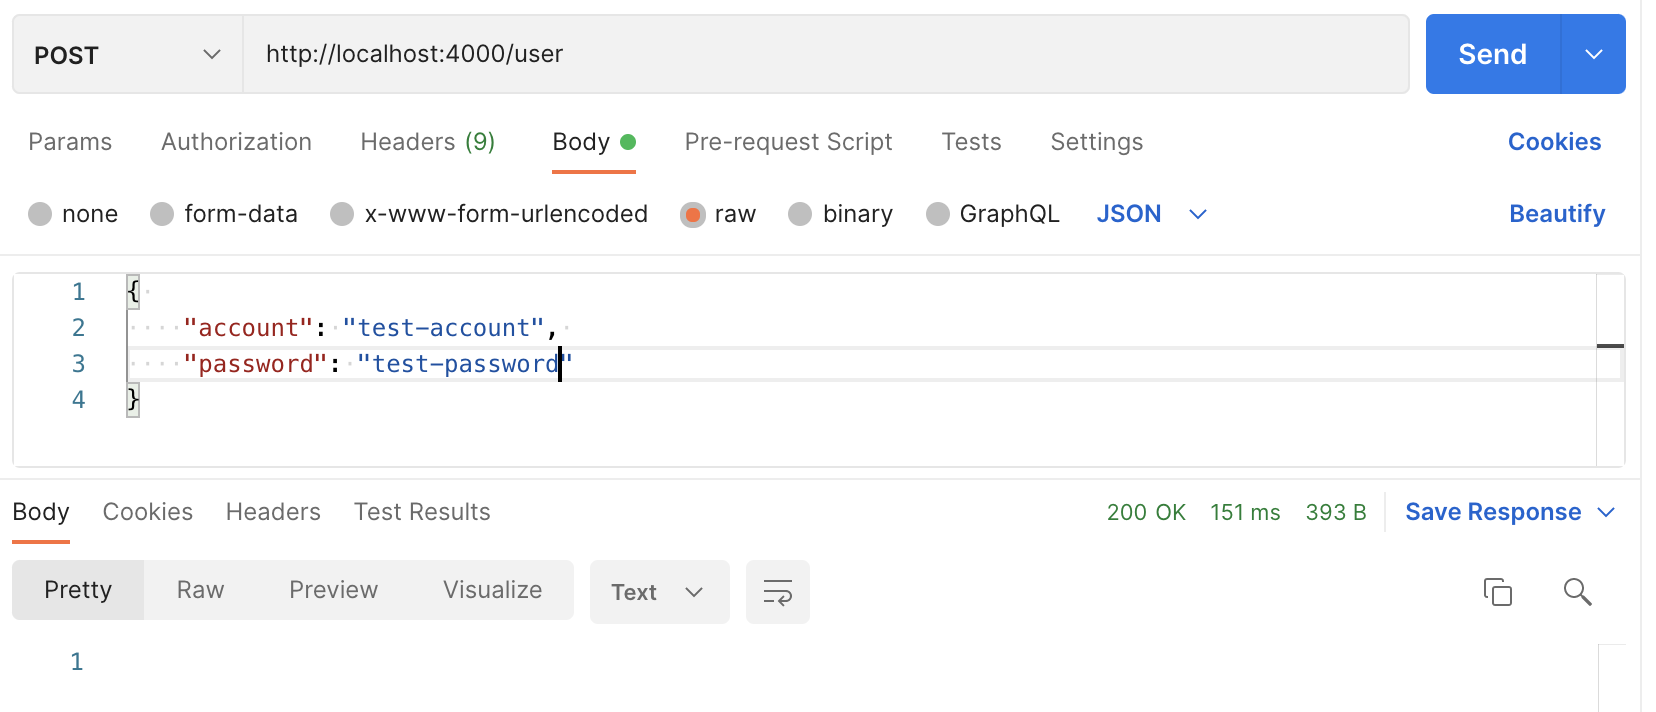 POST http://localhost:4000/user Send
Params Authorization Headers (9) Body Pre-request Script Tests Settings Cookies
none form-data x-www-form-urlencoded raw binary GraphQL JSON Beautify
1 {
2 "account": "test-account",
3 "password": "test-password"
4 }
Body Cookies Headers Test Results 200 OK 151 ms 393 B Save Response
Pretty Raw Preview Visualize Text
1